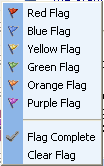 Red Flag
Blue Flag
Yellow Flag
Green Flag
Orange Flag
Purple Flag
Flag Complete
Clear Flag